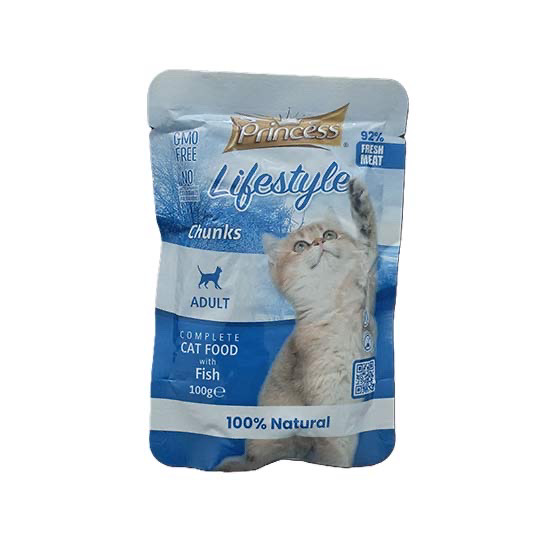 Princess
®
GMO
FREE
92%
FRESH
MEAT
NO
Lifestyle
Chunks
ADULT
COMPLETE
CAT FOOD
with
Fish
100g℮
100% Natural